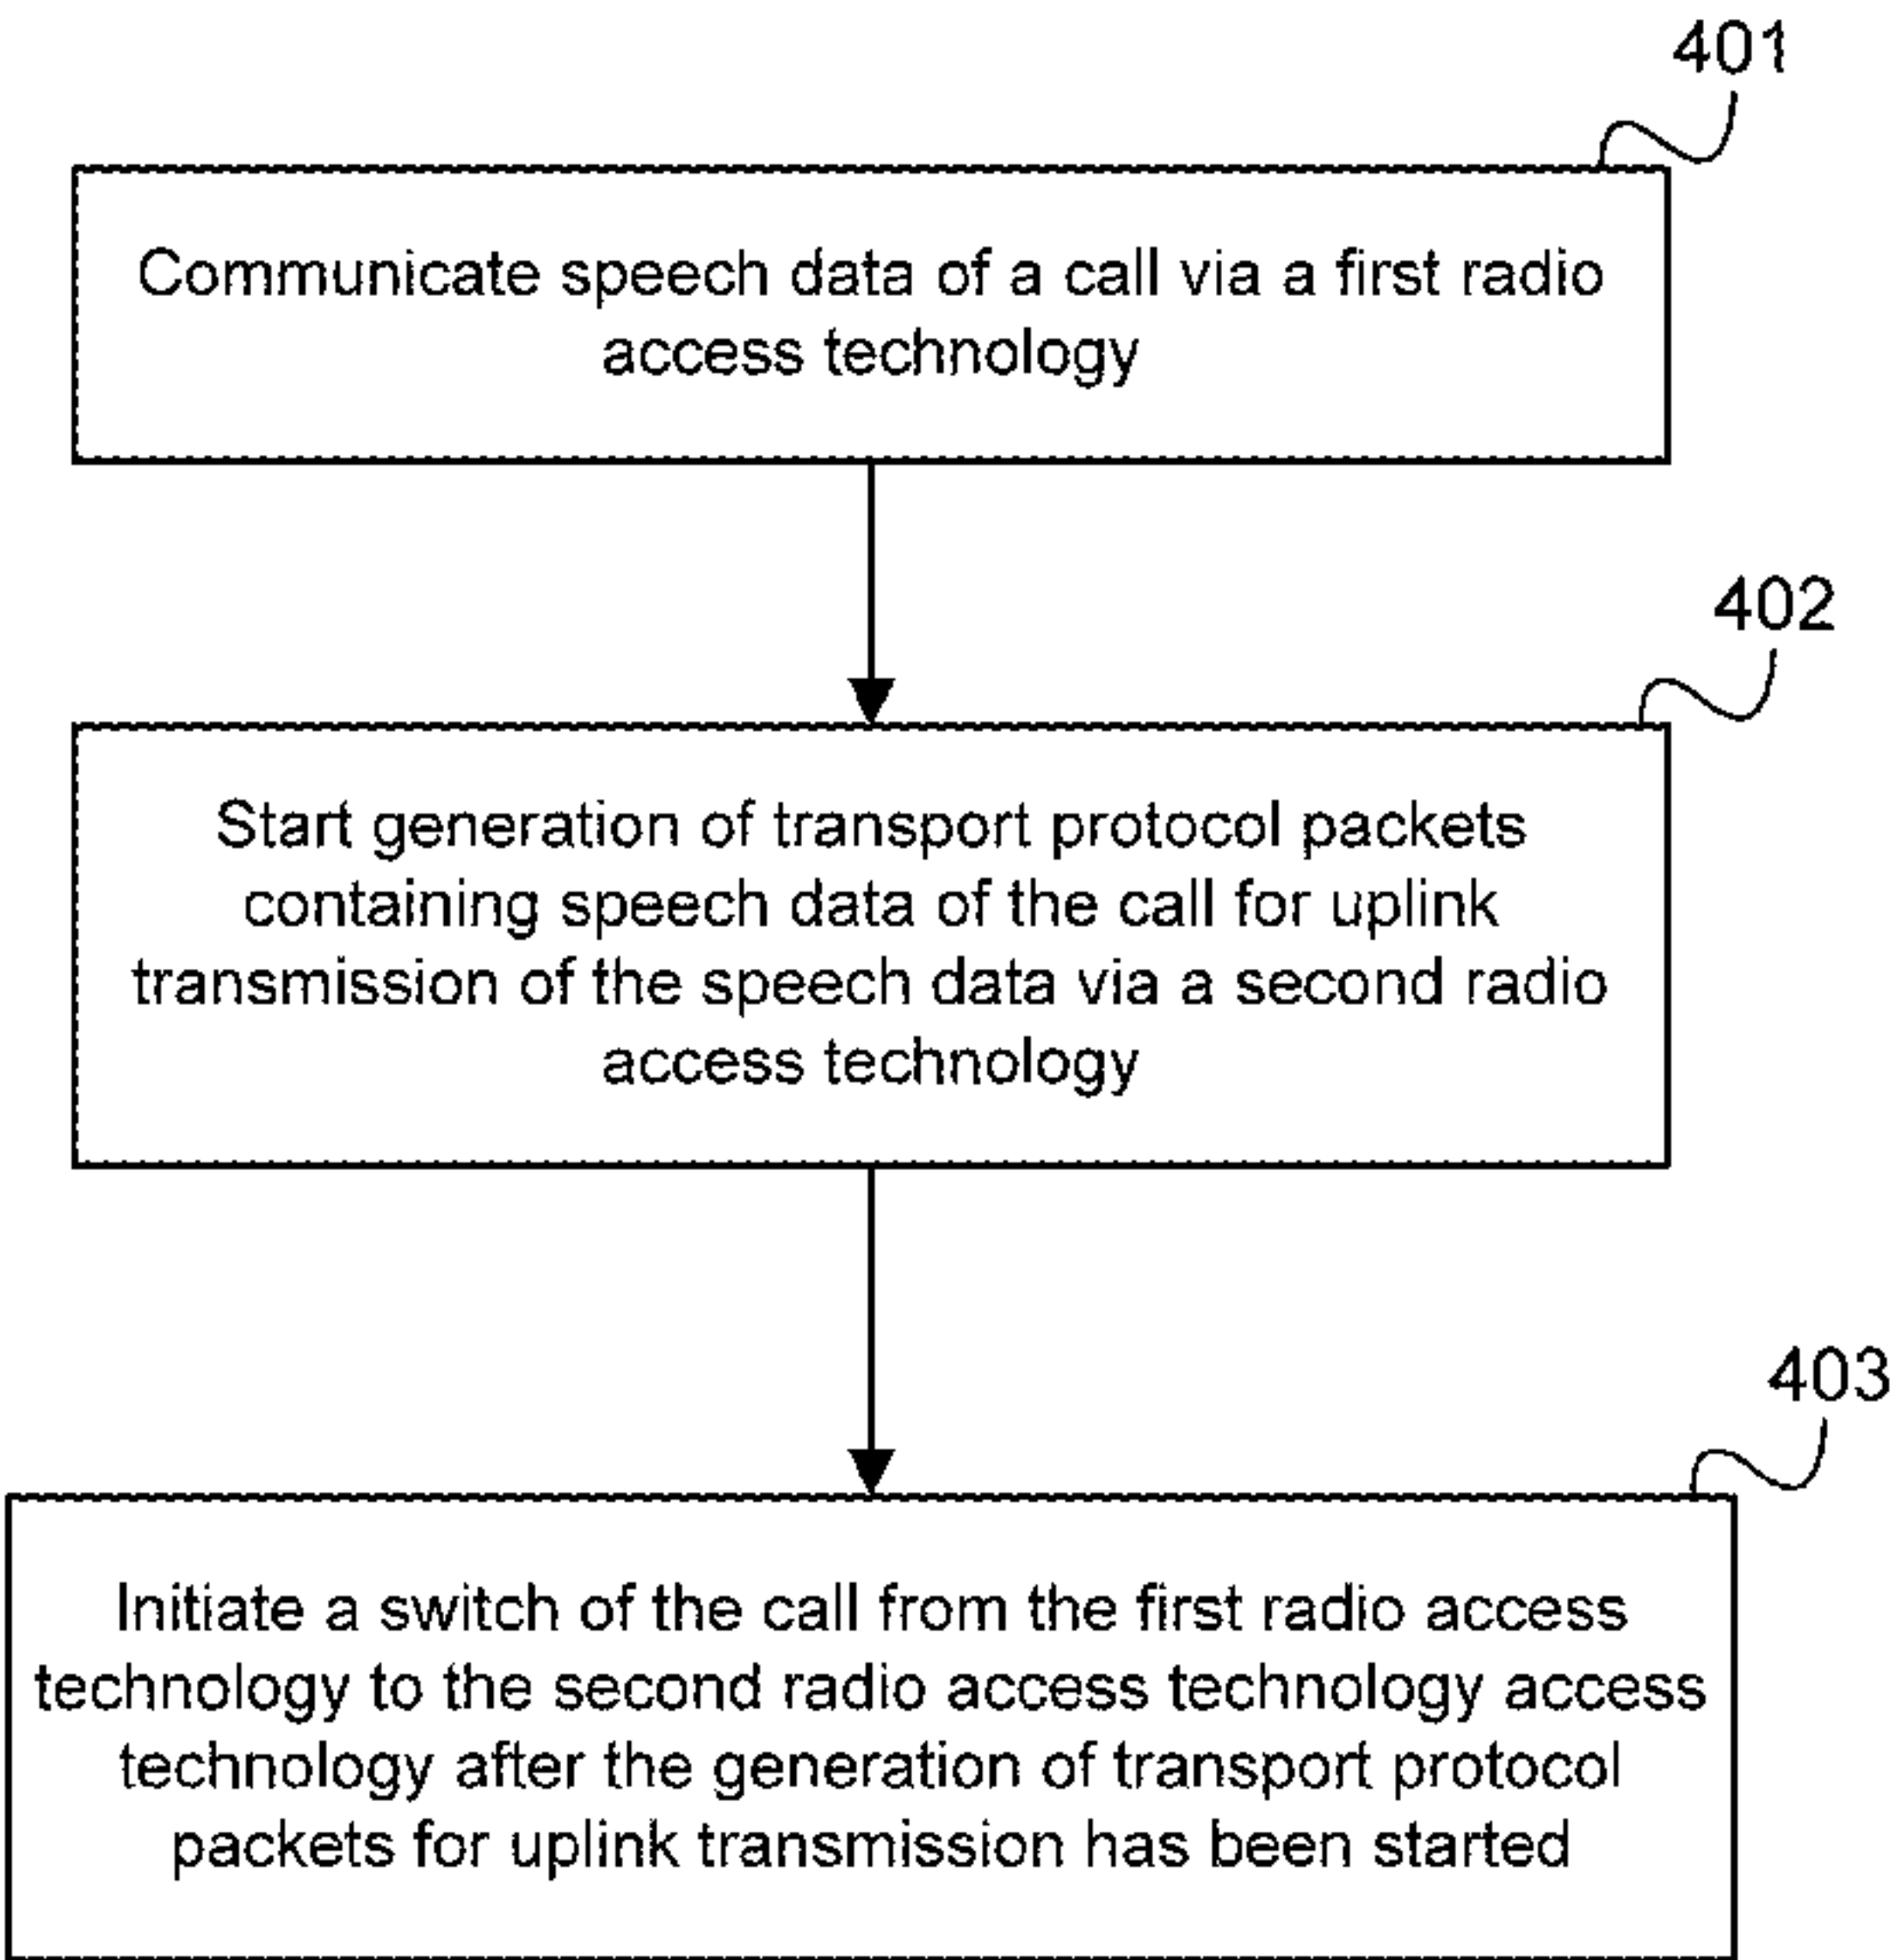 401
Communicate speech data of a call via a first radio
access technology
402
Start generation of transport protocol packets
containing speech data of the call for uplink
transmission of the speech data via a second radio
access technology
403
Initiate a switch of the call from the first radio access
technology to the second radio access technology access
technology after the generation of transport protocol
packets for uplink transmission has been started